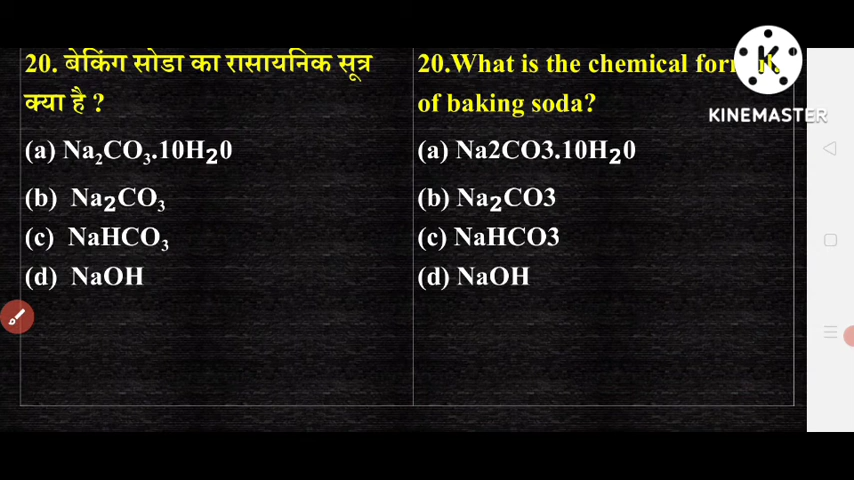 20. बेकिंग सोडा का रासायनिक सूत्र
क्या है ?
(a) Na₂CO₃.10H₂0
(b) Na₂CO₃
(c) NaHCO₃
(d) NaOH
20.What is the chemical
of baking soda?
(a) Na2CO3.10H₂0
(b) Na₂CO3
(c) NaHCO3
(d) NaOH
K
KINEMASTER